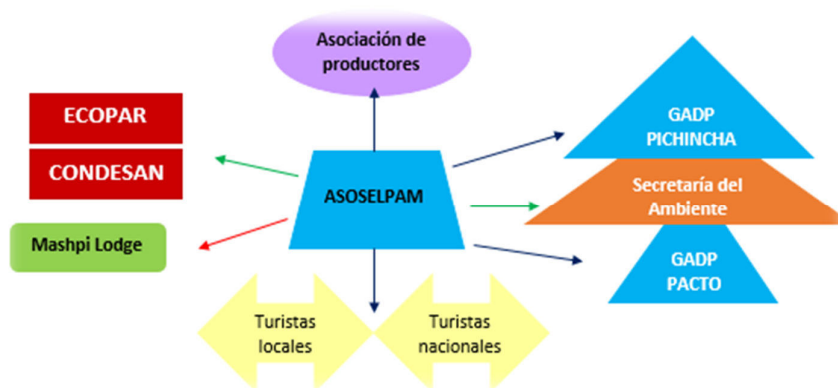 Asociación de
productores
ECOPAR
CONDESAN
Mashpi Lodge
ASOSELPAM
GADP
PICHINCHA
Secretaría del
Ambiente
GADP
PACTO
Turistas
locales
Turistas
nacionales